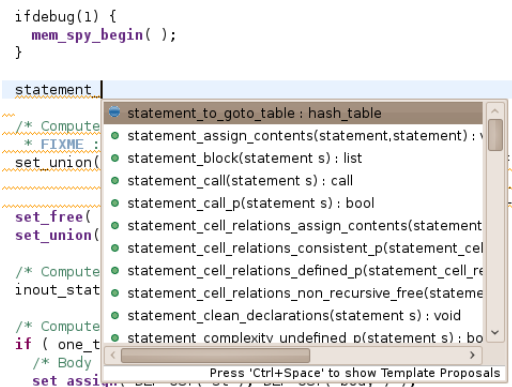 ifdebug(1) {
mem_spy_begin( );
}
statement_
statement_to_goto_table : hash_table
statement_assign_contents(statement,statement) :
/* Compute
statement_block(statement s) : list
* FIXME :
set_union(
statement_call(statement s) : call
statement_call_p(statement s) : bool
set_free(
statement_cell_relations_assign_contents(statement
set_union(
statement_cell_relations_consistent_p(statement_cel
statement_cell_relations_defined_p(statement_cell_re
/* Compute
inout_stat
statement_cell_relations_non_recursive_free(stateme
statement_clean_declarations(statement s) : void
/* Compute
statement_complexity_undefined_p(statement s) : bo
if ( one_t
/* Body
Press 'Ctrl+Space' to show Template Proposals
set assign(